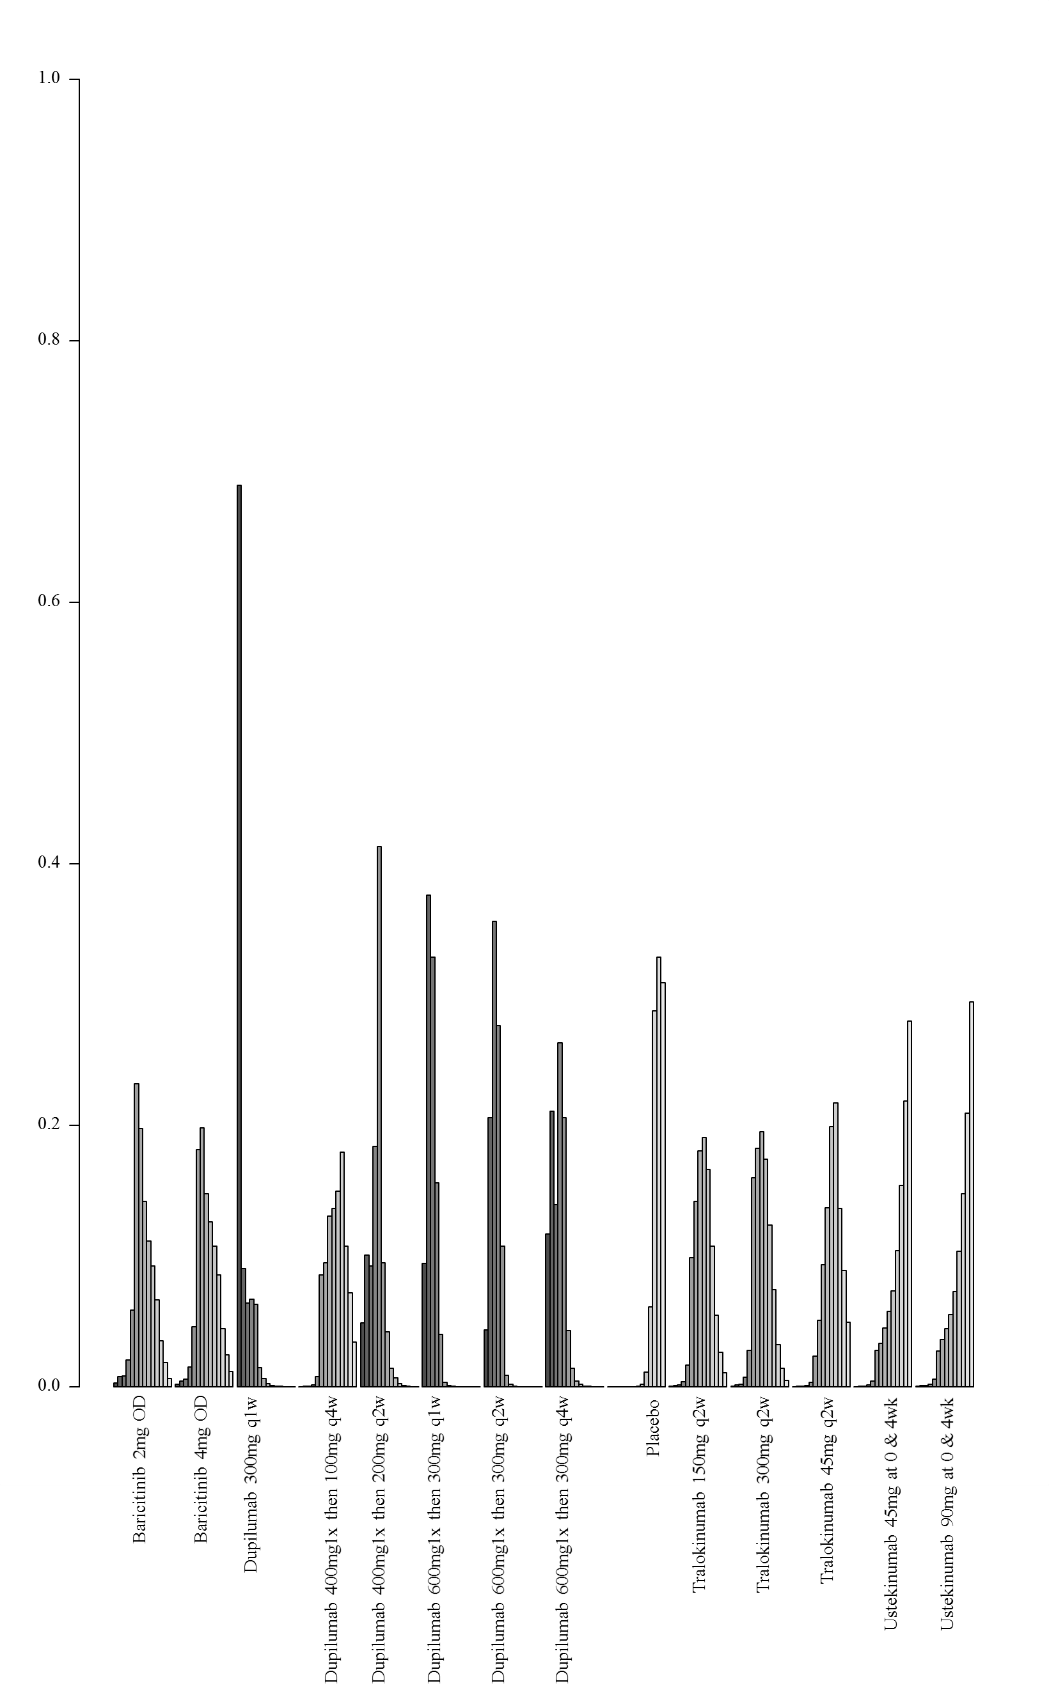 1.0
0.8
0.6
0.4
0.2
0.0
Baricitinib 2mg OD
Baricitinib 4mg OD
Dupilumab 300mg q1w
Dupilumab 400mg1x then 100mg q4w
Dupilumab 400mg1x then 200mg q2w
Dupilumab 600mg1x then 300mg q1w
Dupilumab 600mg1x then 300mg q2w
Dupilumab 600mg1x then 300mg q4w
Placebo
Tralokinumab 150mg q2w
Tralokinumab 300mg q2w
Tralokinumab 45mg q2w
Ustekinumab 45mg at 0 & 4wk
Ustekinumab 90mg at 0 & 4wk